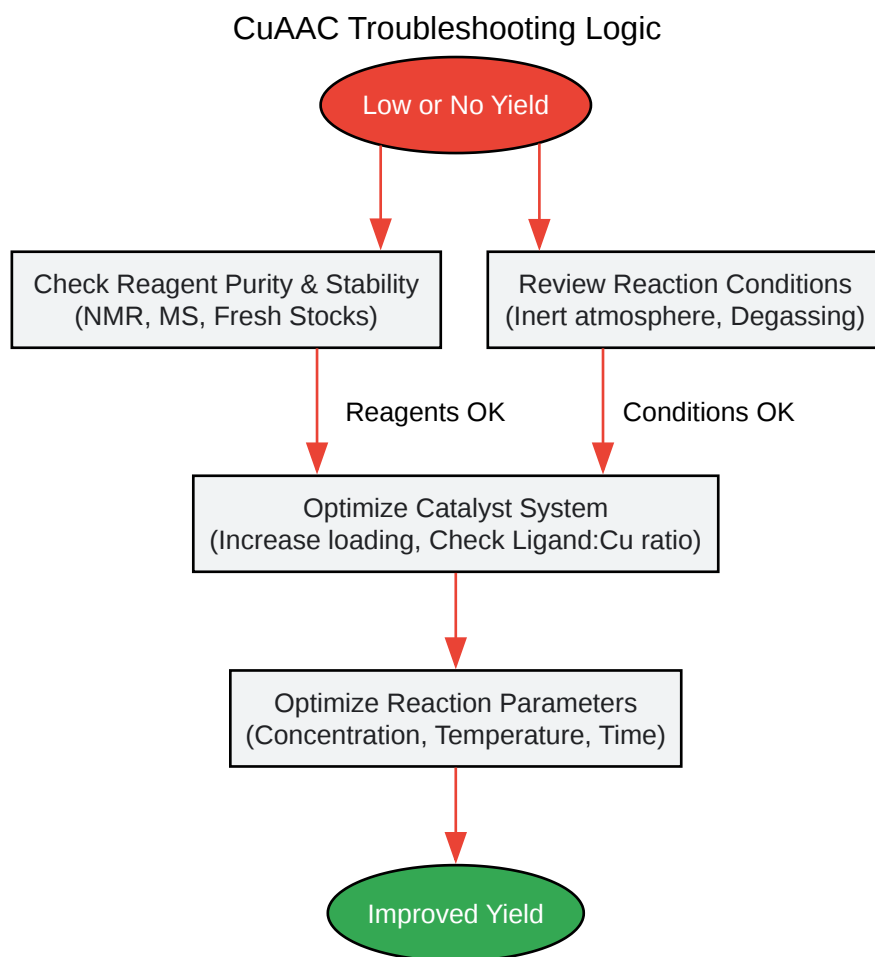 CuAAC Troubleshooting Logic
Low or No Yield
Check Reagent Purity & Stability
(NMR, MS, Fresh Stocks)
Review Reaction Conditions
(Inert atmosphere, Degassing)
Reagents OK
Conditions OK
Optimize Catalyst System
(Increase loading, Check Ligand:Cu ratio)
Optimize Reaction Parameters
(Concentration, Temperature, Time)
Improved Yield